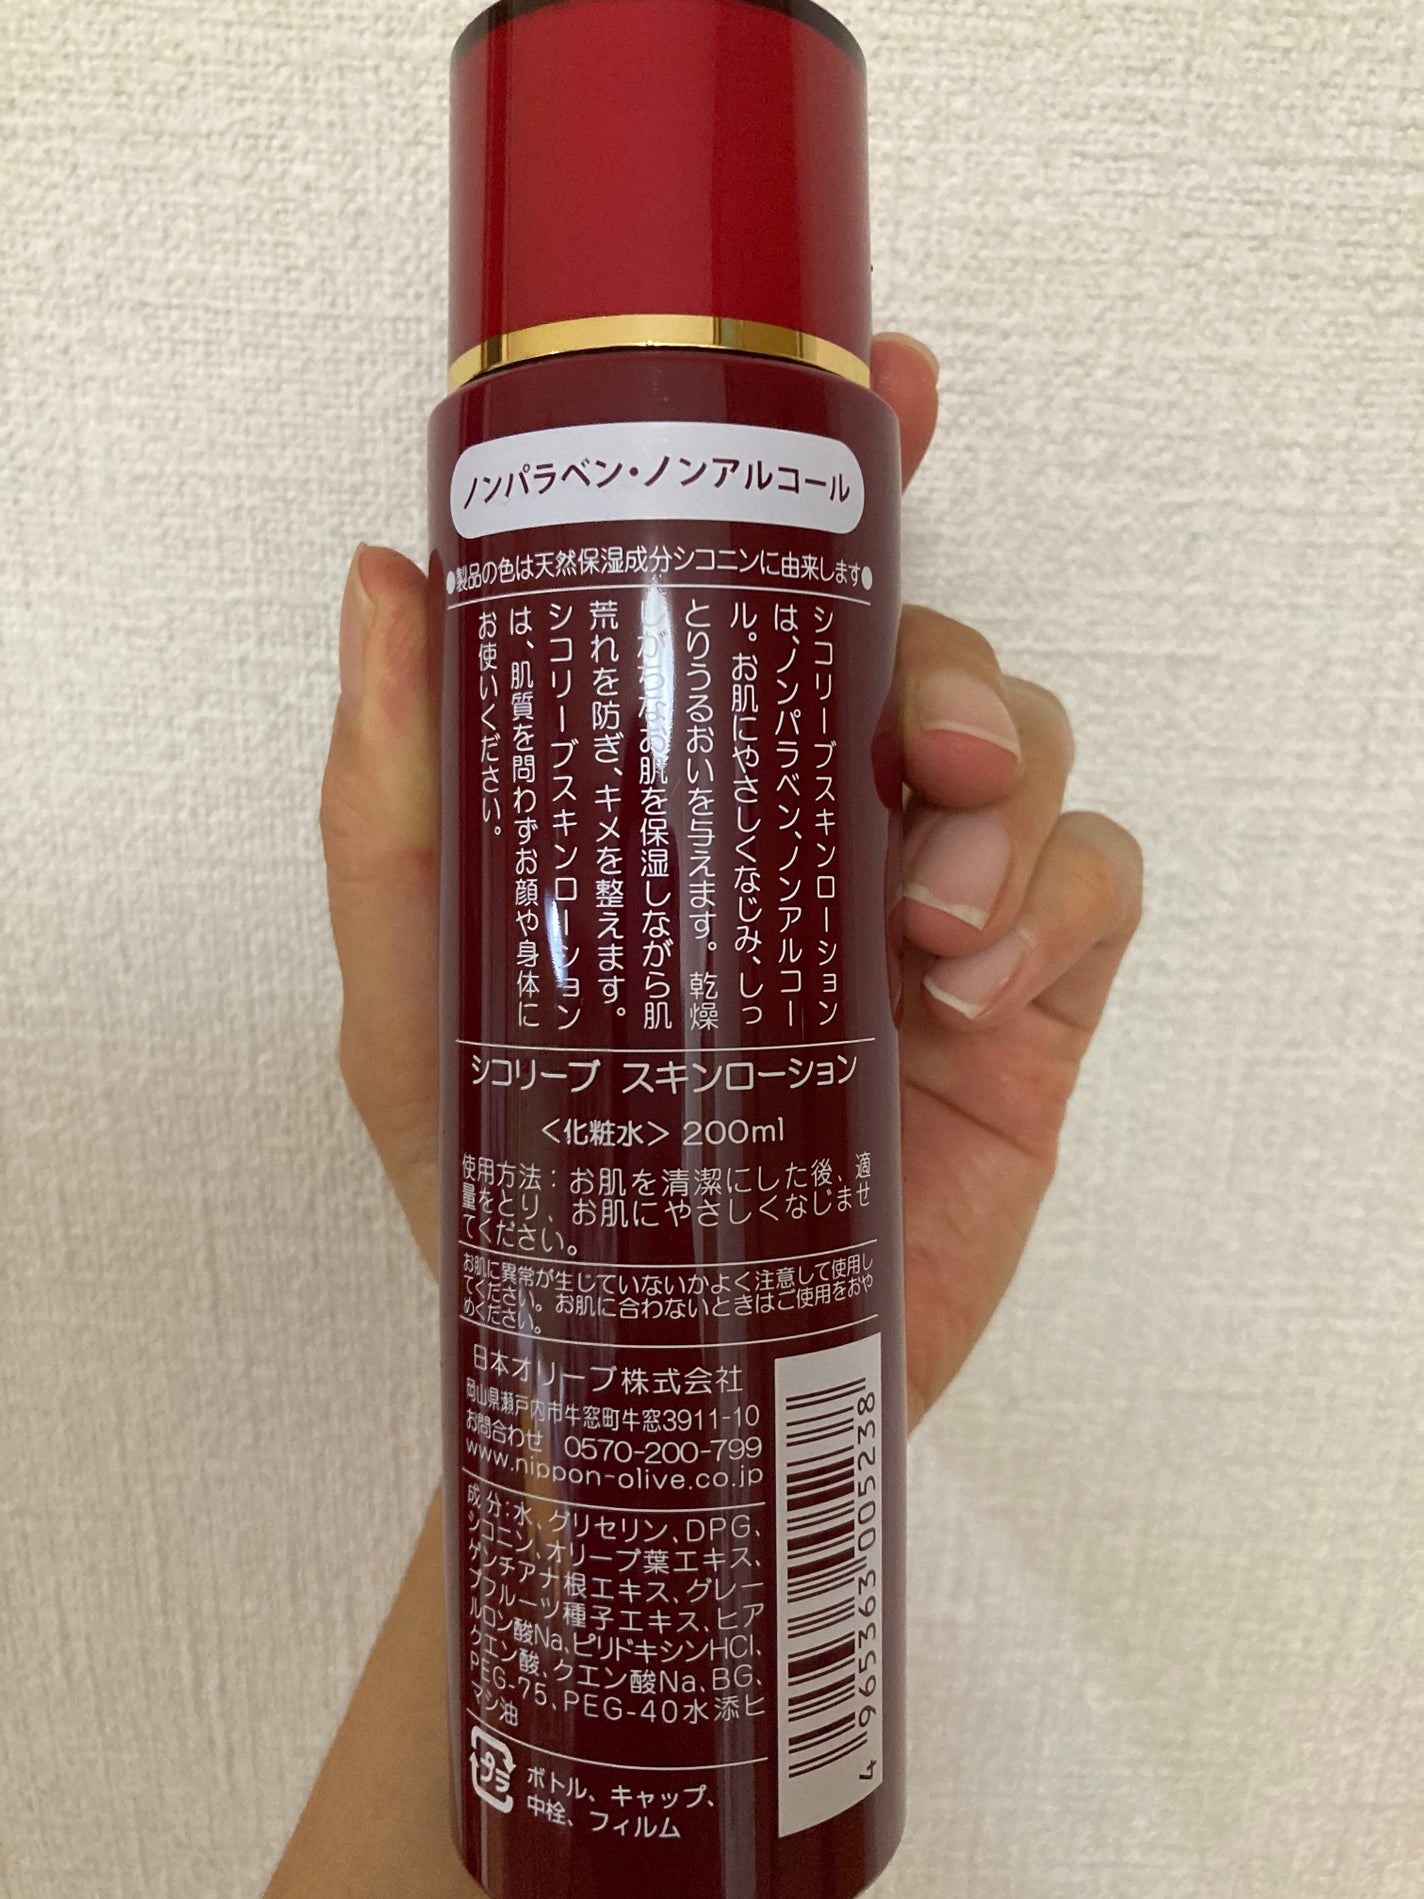 ノンパラベン・ノンアルコール
●製品の色は天然保湿成分シコニンに由来します●
シコリーブスキンローション
は、ノンパラベン、ノンアルコー
ル。お肌にやさしくなじみ、しっ
とりうるおいを与えます。乾燥
しがちなお肌を保湿しながら肌
荒れを防ぎ、キメを整えます。
シコリーブスキンローション
は、肌質を問わずお顔や身体に
お使いください。
シコリーブ スキンローション
<化粧水> 200ml
使用方法：お肌を清潔にした後、適
量をとり、お肌にやさしくなじませ
てください。
お肌に異常が生じていないかよく注意して使用し
てください。お肌に合わないときはご使用をおや
めください。
日本オリーブ株式会社
岡山県瀬戸内市牛窓町牛窓3911-10
お問合わせ 0570-200-799
www.nippon-olive.co.jp
成分：水、グリセリン、DPG、
シコニン、オリーブ葉エキス、
ゲンチアナ根エキス、グレー
プフルーツ種子エキス、ヒア
ルロン酸Na、ピリドキシンHCl、
クエン酸、クエン酸Na、BG、
PEG-75、PEG-40水添ヒ
マシ油
プラ
ボトル、キャップ、
中栓、フィルム
4 965363 005238